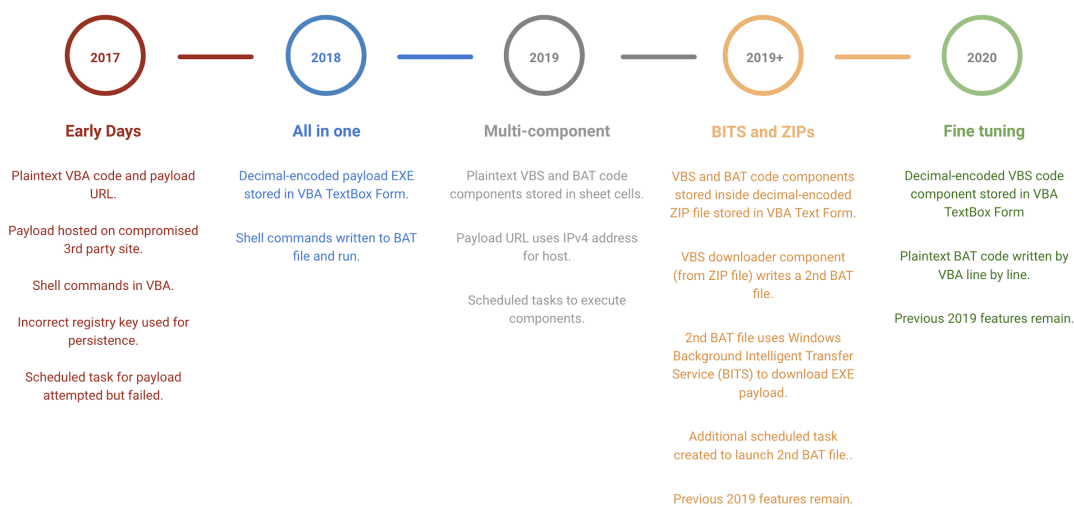 2017
2018
2019
2019+
2020
Early Days
Plaintext VBA code and payload
URL.
Payload hosted on compromised
3rd party site.
Shell commands in VBA.
Incorrect registry key used for
persistence.
Scheduled task for payload
attempted but failed.
All in one
Decimal-encoded payload EXE
stored in VBA TextBox Form.
Shell commands written to BAT
file and run.
Multi-component
Plaintext VBS and BAT code
components stored in sheet cells.
Payload URL uses IPv4 address
for host.
Scheduled tasks to execute
components.
BITS and ZIPs
VBS and BAT code components
stored inside decimal-encoded
ZIP file stored in VBA Text Form.
VBS downloader component
(from ZIP file) writes a 2nd BAT
file.
2nd BAT file uses Windows
Background Intelligent Transfer
Service (BITS) to download EXE
payload.
Additional scheduled task
created to launch 2nd BAT file..
Previous 2019 features remain.
Fine tuning
Decimal-encoded VBS code
component stored in VBA
TextBox Form
Plaintext BAT code written by
VBA line by line.
Previous 2019 features remain.